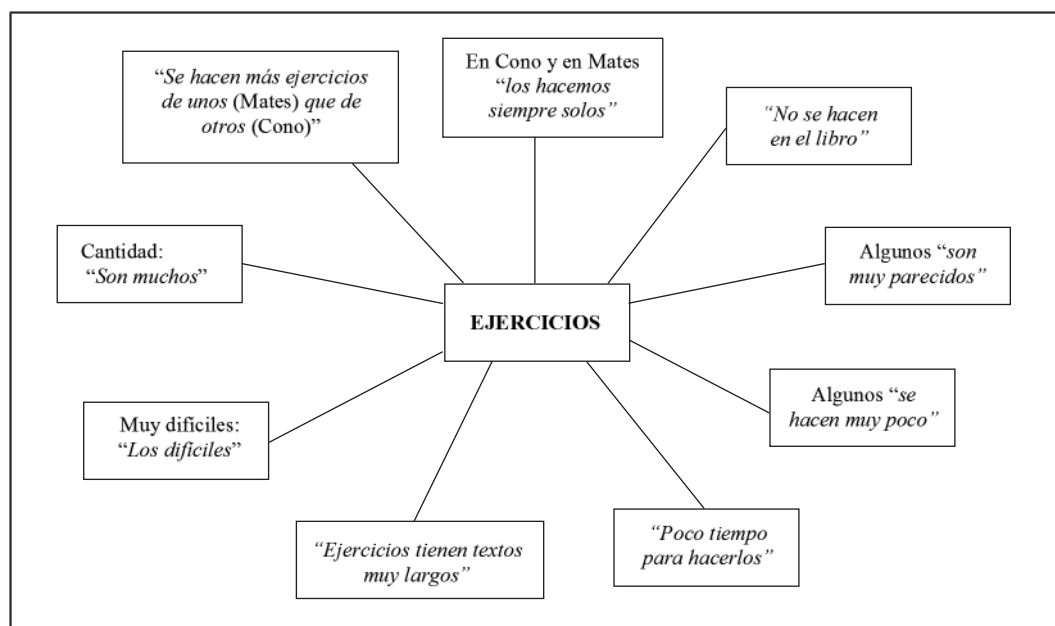 “Se hacen más ejercicios
de unos (Mates) que de
otros (Cono)”
En Cono y en Mates
“los hacemos
siempre solos”
“No se hacen
en el libro”
Cantidad:
“Son muchos”
Algunos “son
muy parecidos”
EJERCICIOS
Muy difíciles:
“Los difíciles”
Algunos “se
hacen muy poco”
“Ejercicios tienen textos
muy largos”
“Poco tiempo
para hacerlos”